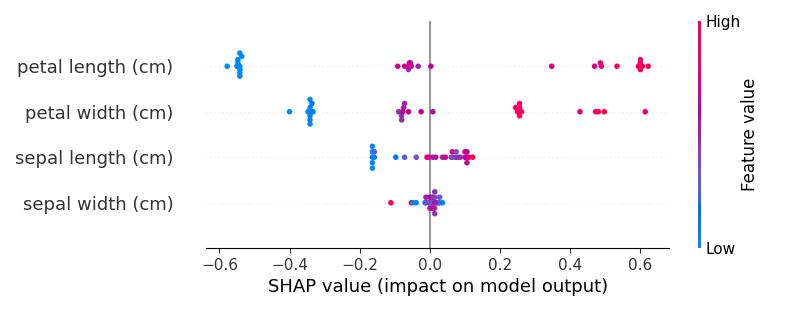 High
petal length (cm)
petal width (cm)
sepal length (cm)
sepal width (cm)
Feature value
Low
−0.6 −0.4 −0.2 0.0 0.2 0.4 0.6
SHAP value (impact on model output)